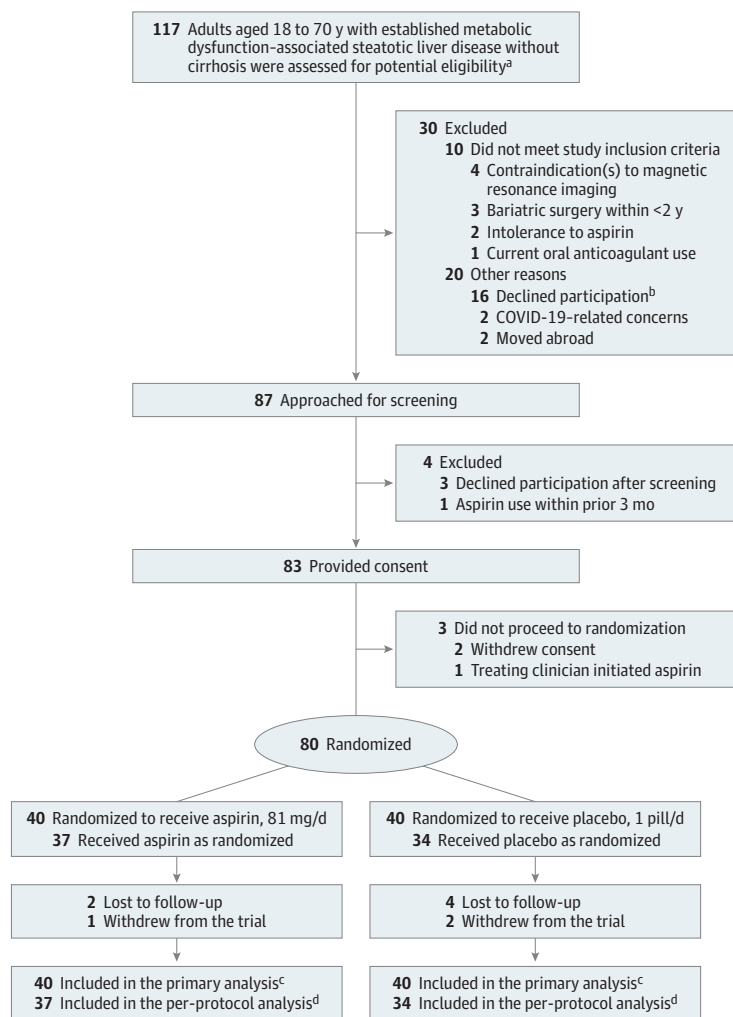 117 Adults aged 18 to 70 y with established metabolic
dysfunction-associated steatotic liver disease without
cirrhosis were assessed for potential eligibilityᵃ
30 Excluded
10 Did not meet study inclusion criteria
4 Contraindication(s) to magnetic
resonance imaging
3 Bariatric surgery within <2 y
2 Intolerance to aspirin
1 Current oral anticoagulant use
20 Other reasons
16 Declined participationᵇ
2 COVID-19-related concerns
2 Moved abroad
87 Approached for screening
4 Excluded
3 Declined participation after screening
1 Aspirin use within prior 3 mo
83 Provided consent
3 Did not proceed to randomization
2 Withdrew consent
1 Treating clinician initiated aspirin
80 Randomized
40 Randomized to receive aspirin, 81 mg/d
37 Received aspirin as randomized
40 Randomized to receive placebo, 1 pill/d
34 Received placebo as randomized
2 Lost to follow-up
1 Withdrew from the trial
4 Lost to follow-up
2 Withdrew from the trial
40 Included in the primary analysisᶜ
37 Included in the per-protocol analysisᵈ
40 Included in the primary analysisᶜ
34 Included in the per-protocol analysisᵈ